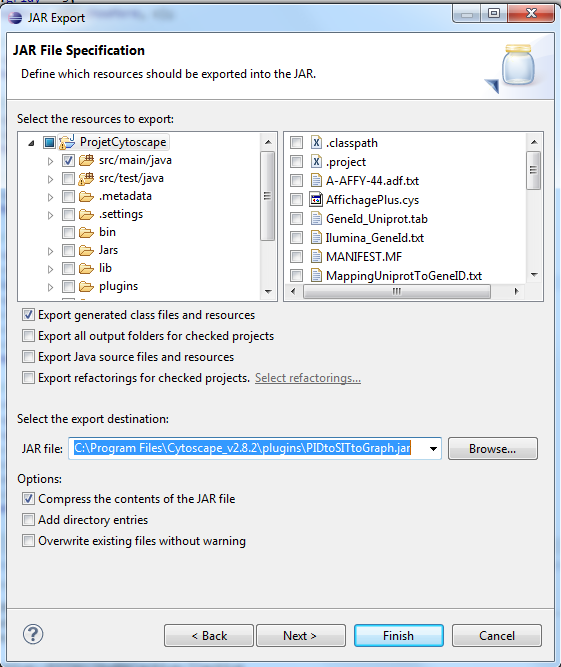 JAR Export
JAR File Specification
Define which resources should be exported into the JAR.
Select the resources to export:
ProjetCytoscape
src/main/java
src/test/java
.metadata
.settings
bin
Jars
lib
plugins
.classpath
.project
A-AFFY-44.adf.txt
AffichagePlus.cys
GeneId_Uniprot.tab
Ilumina_GeneId.txt
MANIFEST.MF
MappingUniprotToGeneID.txt
Export generated class files and resources
Export all output folders for checked projects
Export Java source files and resources
Export refactorings for checked projects. Select refactorings...
Select the export destination:
JAR file: C:\Program Files\Cytoscape_v2.8.2\plugins\PIDtoSITtoGraph.jar Browse...
Options:
Compress the contents of the JAR file
Add directory entries
Overwrite existing files without warning
? < Back Next > Finish Cancel